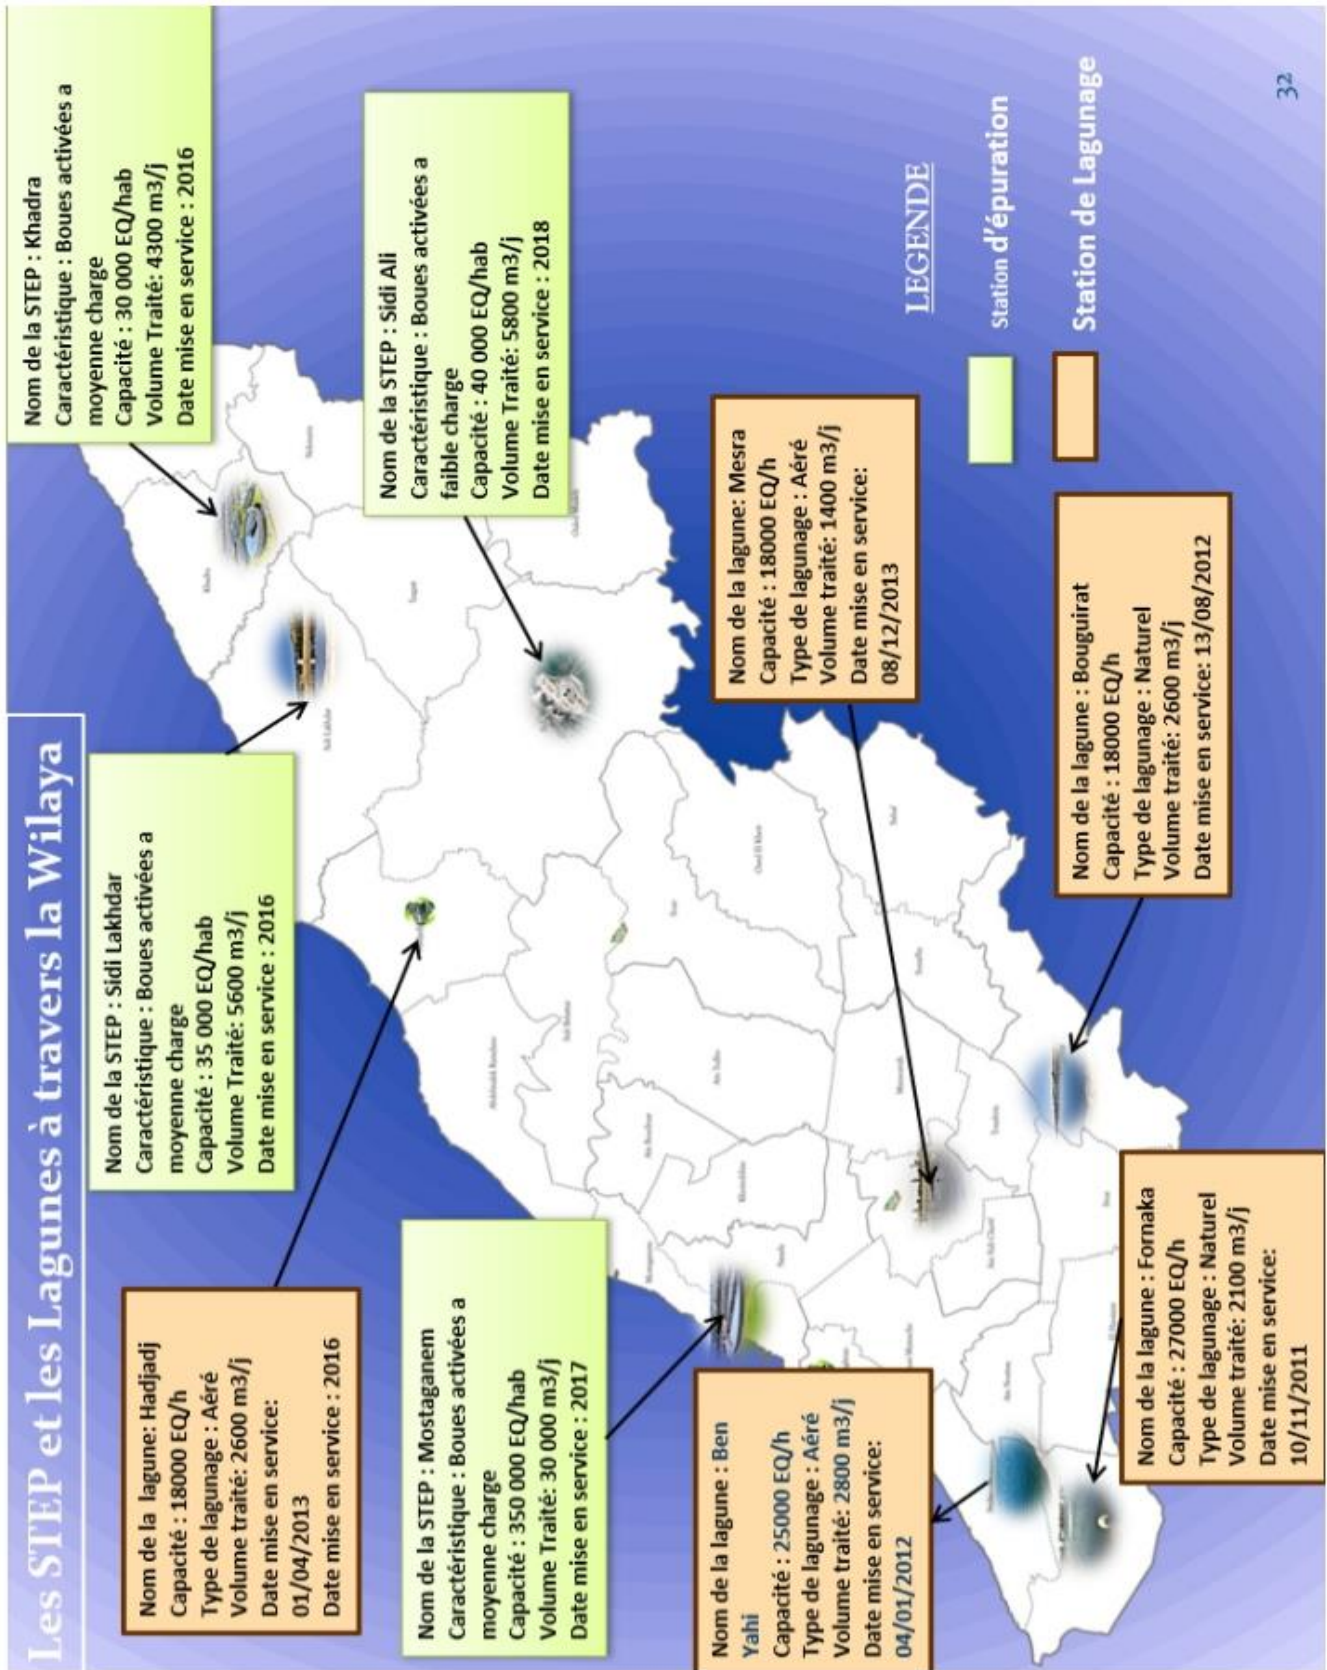 Les STEP et les Lagunes à travers la Wilaya
Nom de la lagune: Hadjadj
Capacité : 18000 EQ/h
Type de lagunage : Aéré
Volume traité: 2600 m3/j
Date mise en service:
01/04/2013
Date mise en service : 2016
Nom de la STEP : Sidi Lakhdar
Caractéristique : Boues activées a
moyenne charge
Capacité : 35 000 EQ/hab
Volume Traité: 5600 m3/j
Date mise en service : 2016
Nom de la STEP : Khadra
Caractéristique : Boues activées a
moyenne charge
Capacité : 30 000 EQ/hab
Volume Traité: 4300 m3/j
Date mise en service : 2016
Nom de la STEP : Mostaganem
Caractéristique : Boues activées a
moyenne charge
Capacité : 350 000 EQ/hab
Volume Traité: 30 000 m3/j
Date mise en service : 2017
Nom de la STEP : Sidi Ali
Caractéristique : Boues activées a
faible charge
Capacité : 40 000 EQ/hab
Volume Traité: 5800 m3/j
Date mise en service : 2018
Nom de la lagune : Ben
Yahi
Capacité : 25000 EQ/h
Type de lagunage : Aéré
Volume traité: 2800 m3/j
Date mise en service:
04/01/2012
Nom de la lagune: Mesra
Capacité : 18000 EQ/h
Type de lagunage : Aéré
Volume traité: 1400 m3/j
Date mise en service:
08/12/2013
Nom de la lagune : Fornaka
Capacité : 27000 EQ/h
Type de lagunage : Naturel
Volume traité: 2100 m3/j
Date mise en service:
10/11/2011
Nom de la lagune : Bouguirat
Capacité : 18000 EQ/h
Type de lagunage : Naturel
Volume traité: 2600 m3/j
Date mise en service: 13/08/2012
LEGENDE
Station d'épuration
Station de Lagunage
32